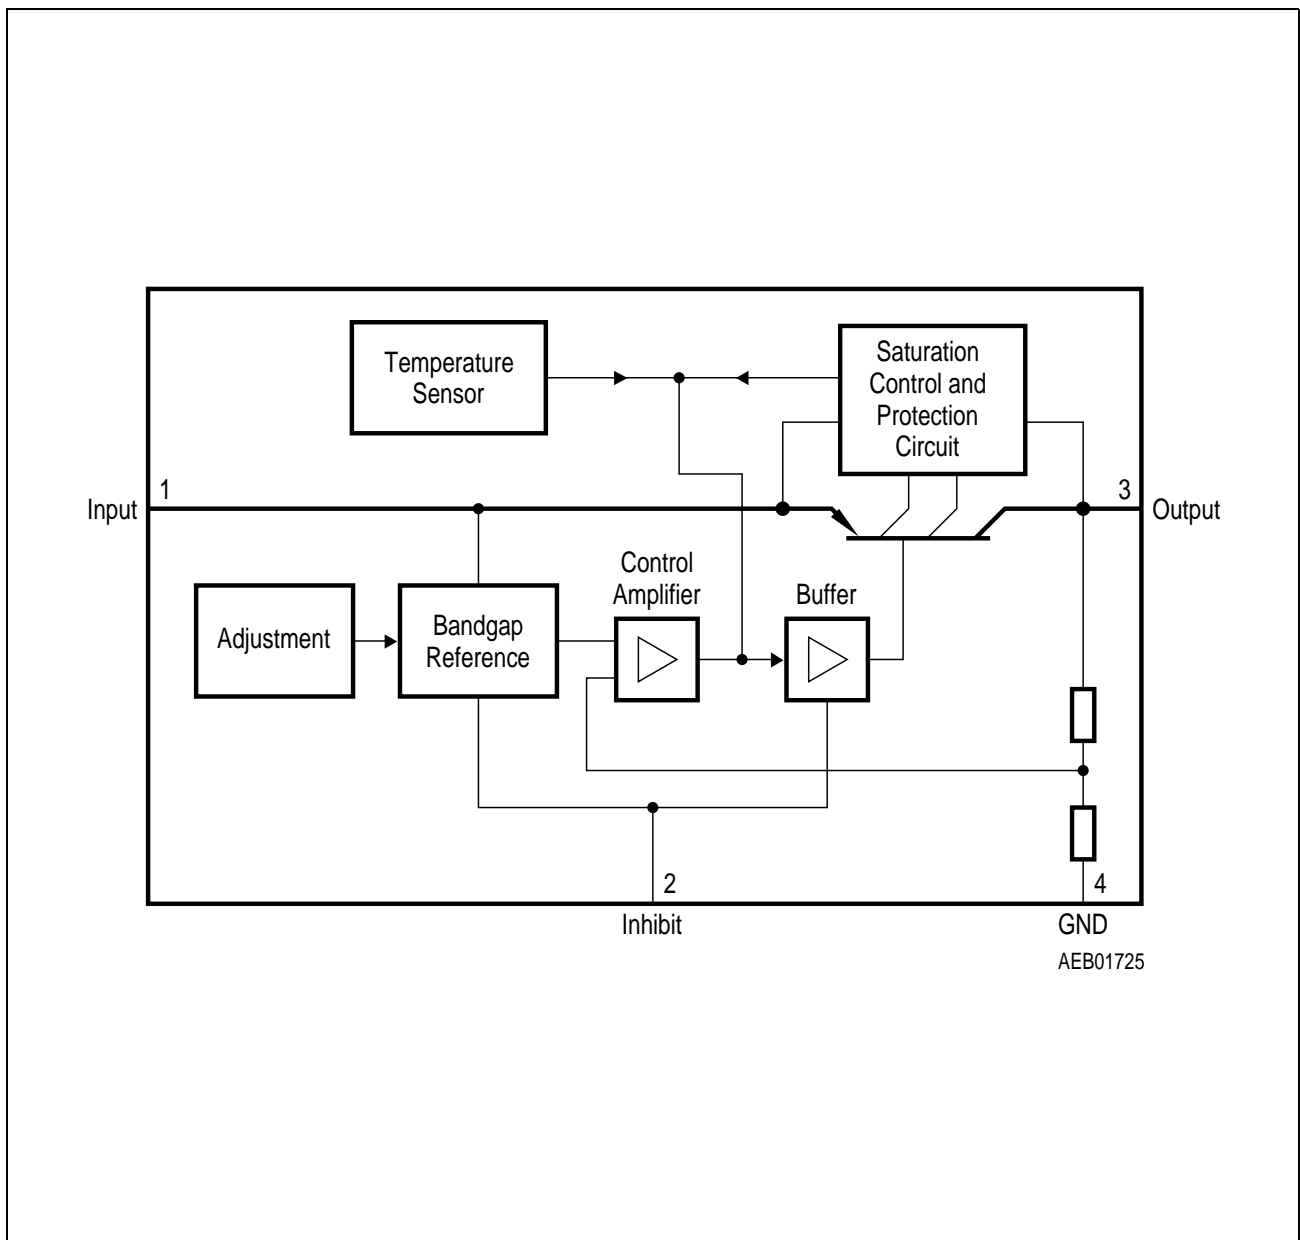 Temperature
Sensor
Saturation
Control and
Protection
Circuit
1
3
Input
Output
Control
Amplifier
Buffer
Adjustment
Bandgap
Reference
2
4
Inhibit
GND
AEB01725